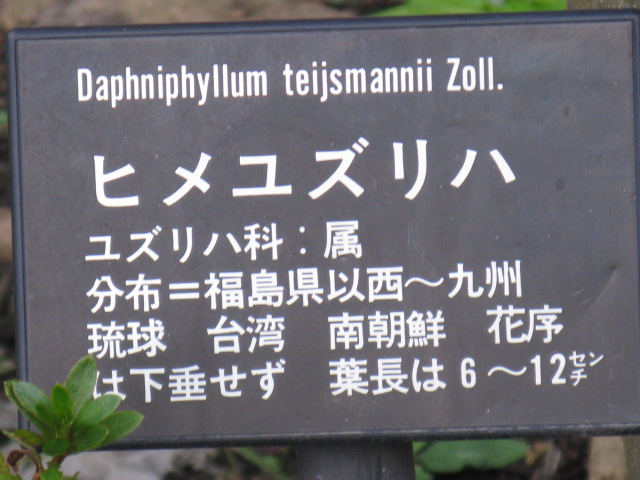 Daphniphyllum teijsmannii Zoll.
ヒメユズリハ
ユズリハ科：属
分布＝福島県以西～九州
琉球　台湾　南朝鮮　花序
は下垂せず　葉長は6～12センチ